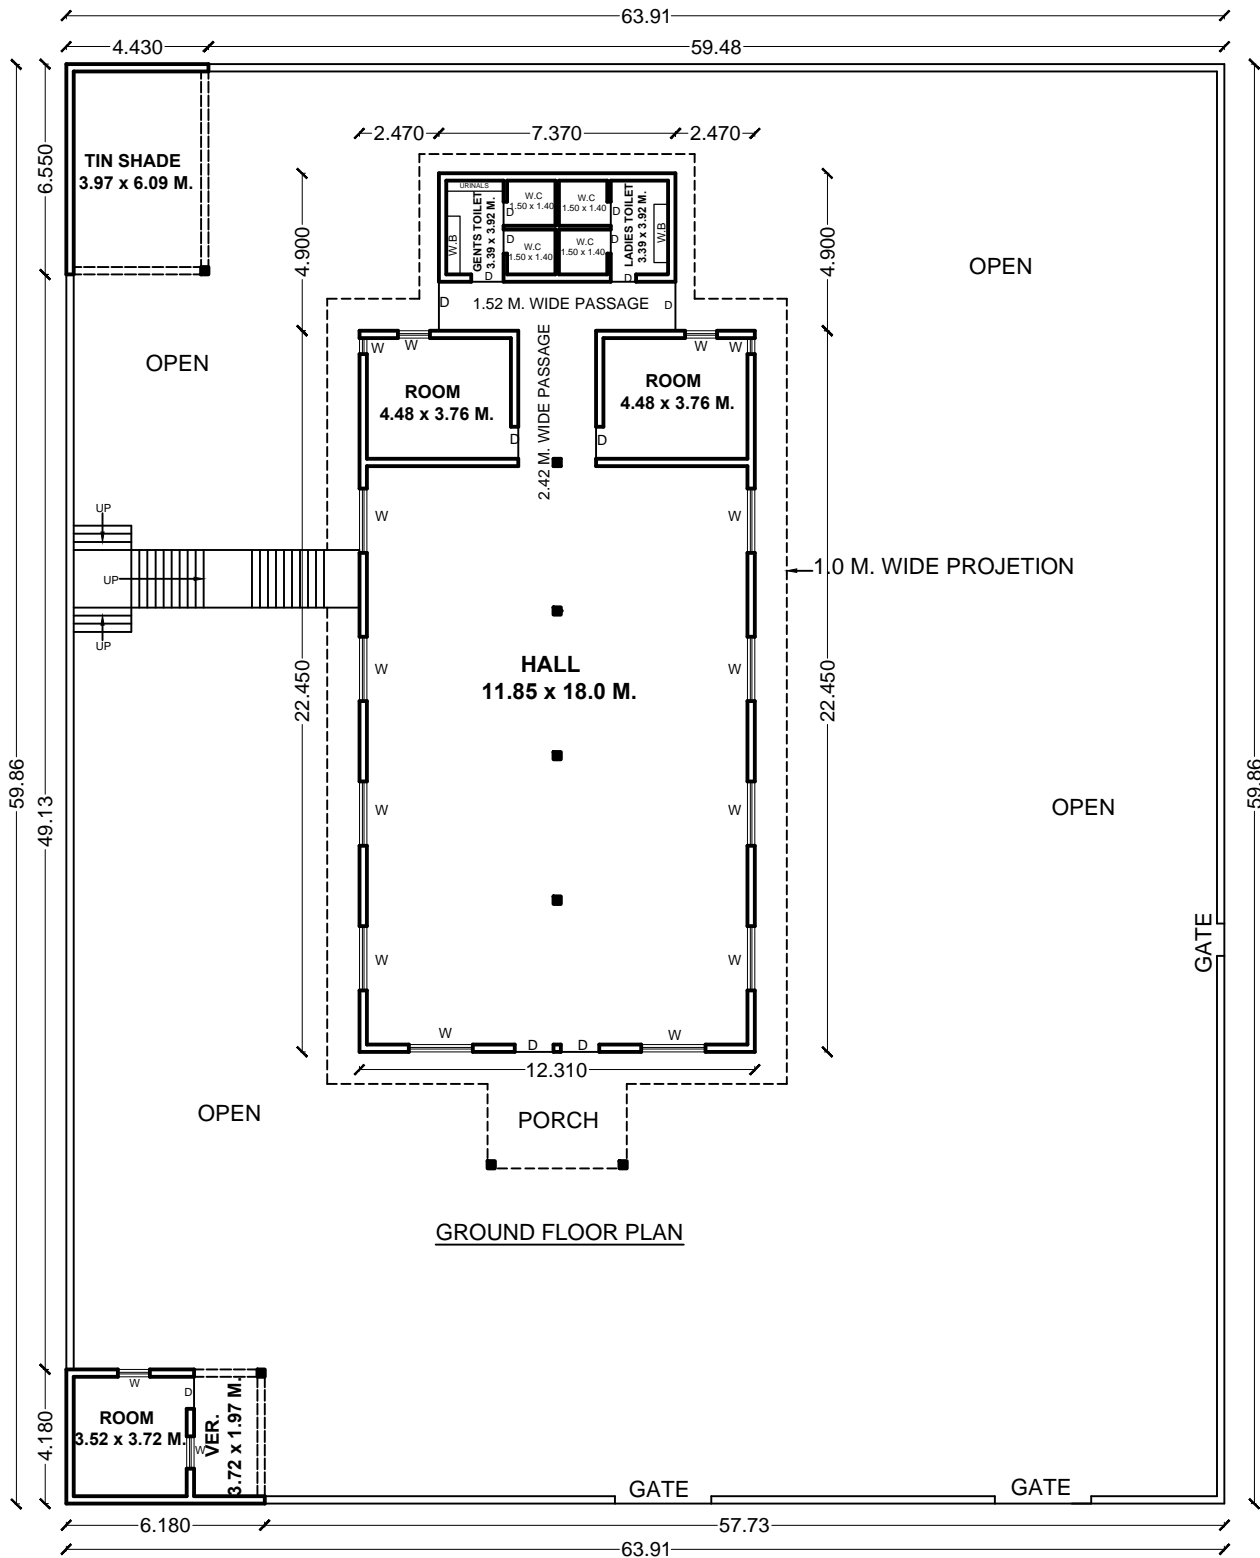 63.91
4.430
59.48
TIN SHADE
3.97 x 6.09 M.
6.550
2.470
7.370
2.470
URINALS
W.B
GENTS TOILET
3.39 x 3.92 M.
D
W.C
1.50 x 1.40
W.C
1.50 x 1.40
D
D
W.C
1.50 x 1.40
W.C
1.50 x 1.40
D
LADIES TOILET
3.39 x 3.92 M.
W.B
D
D
4.900
4.900
OPEN
D
1.52 M. WIDE PASSAGE
D
OPEN
W
W
W
W
ROOM
4.48 x 3.76 M.
2.42 M. WIDE PASSAGE
ROOM
4.48 x 3.76 M.
D
D
UP
UP
UP
W
W
1.0 M. WIDE PROJETION
HALL
11.85 x 18.0 M.
W
W
22.450
22.450
59.86
49.13
59.86
W
W
OPEN
GATE
W
W
W
D
D
W
12.310
OPEN
PORCH
GROUND FLOOR PLAN
W
D
ROOM
3.52 x 3.72 M.
W
VER.
3.72 x 1.97 M.
4.180
GATE
GATE
6.180
57.73
63.91